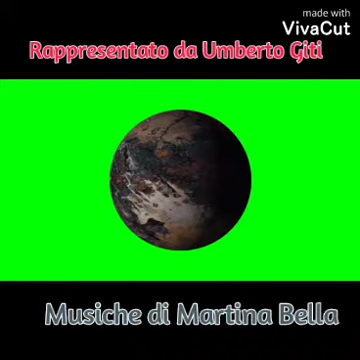 made with
VivaCut
Rappresentato da Umberto Giti
Musiche di Martina Bella